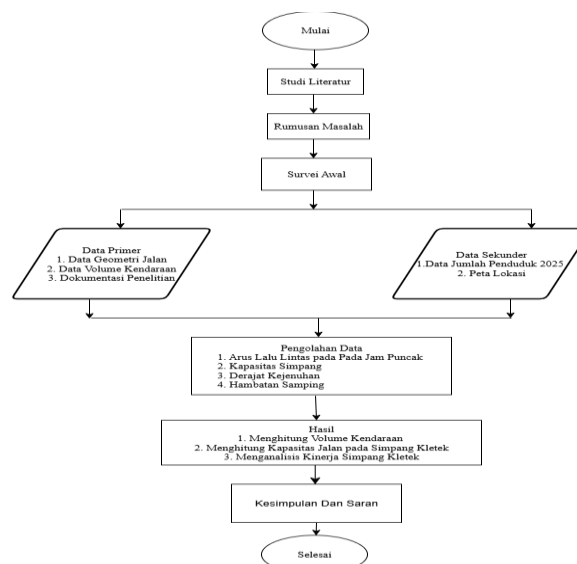 Mulai
Studi Literatur
Rumusan Masalah
Survei Awal
Data Primer
1. Data Geometri Jalan
2. Data Volume Kendaraan
3. Dokumentasi Penelitian
Data Sekunder
1.Data Jumlah Penduduk 2025
2. Peta Lokasi
Pengolahan Data
1. Arus Lalu Lintas pada Pada Jam Puncak
2. Kapasitas Simpang
3. Derajat Kejenuhan
4. Hambatan Samping
Hasil
1. Menghitung Volume Kendaraan
2. Menghitung Kapasitas Jalan pada Simpang Kletek
3. Menganalisis Kinerja Simpang Kletek
Kesimpulan Dan Saran
Selesai